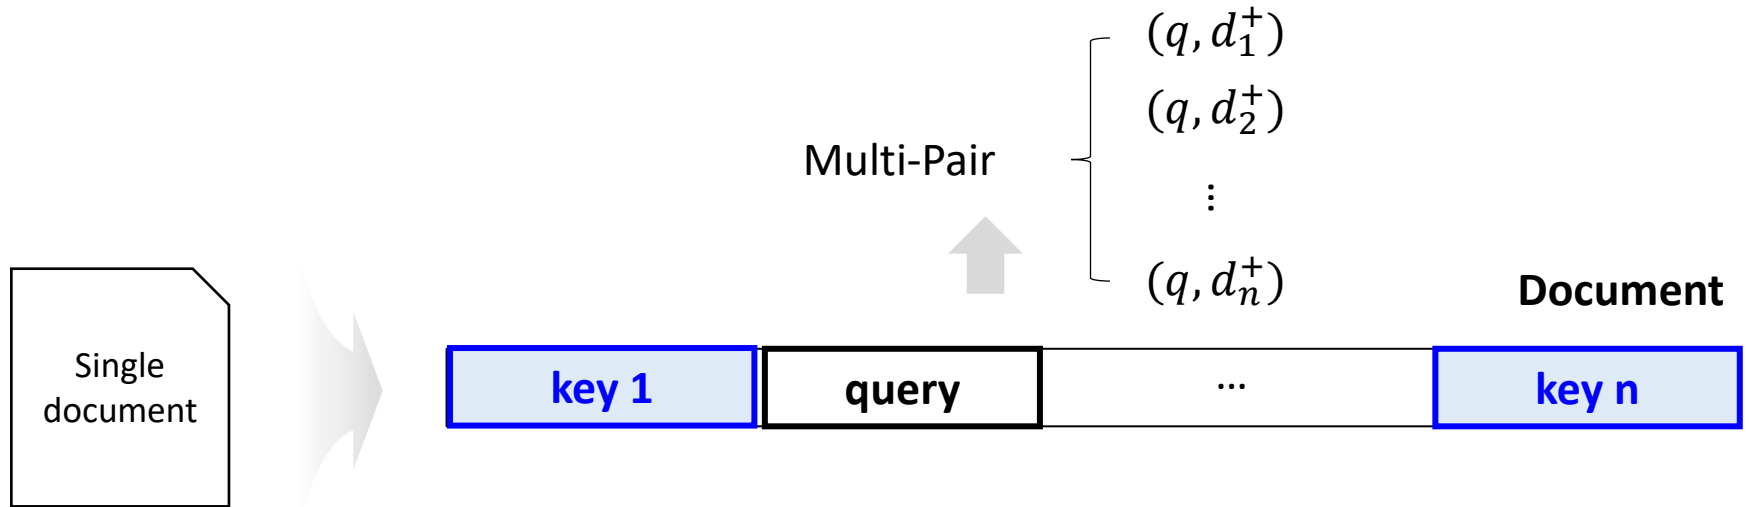 (q, d₁⁺)
(q, d₂⁺)
Multi-Pair
⋮
(q, dₙ⁺)
Document
Single
document
key 1
query
...
key n